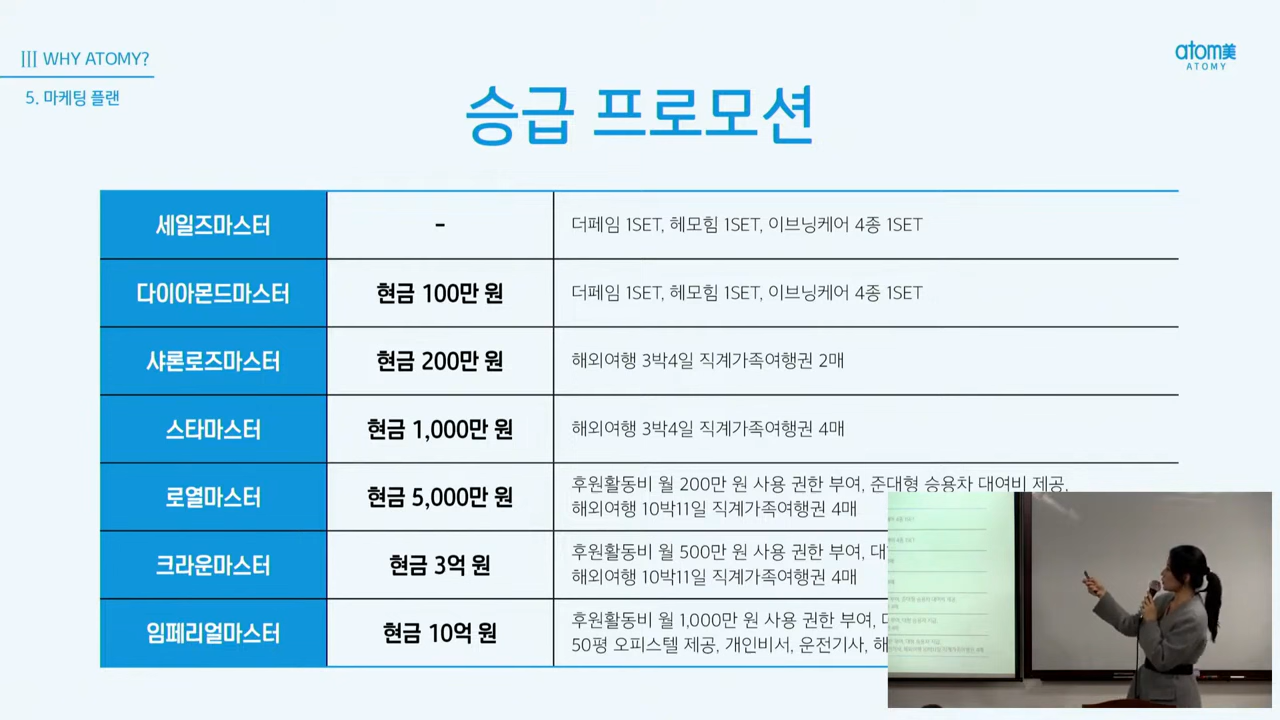 III WHY ATOMY?
atom美
ATOMY
5. 마케팅 플랜
승급 프로모션
세일즈마스터
-
더페임 1SET, 헤모힘 1SET, 이브닝케어 4종 1SET
다이아몬드마스터
현금 100만 원
더페임 1SET, 헤모힘 1SET, 이브닝케어 4종 1SET
샤론로즈마스터
현금 200만 원
해외여행 3박4일 직계가족여행권 2매
스타마스터
현금 1,000만 원
해외여행 3박4일 직계가족여행권 4매
로열마스터
현금 5,000만 원
후원활동비 월 200만 원 사용 권한 부여, 준대형 승용차 대여비 제공,
해외여행 10박11일 직계가족여행권 4매
크라운마스터
현금 3억 원
후원활동비 월 500만 원 사용 권한 부여,
해외여행 10박11일 직계가족여행권 4매
임페리얼마스터
현금 10억 원
후원활동비 월 1,000만 원 사용 권한 부여,
50평 오피스텔 제공, 개인비서, 운전기사,